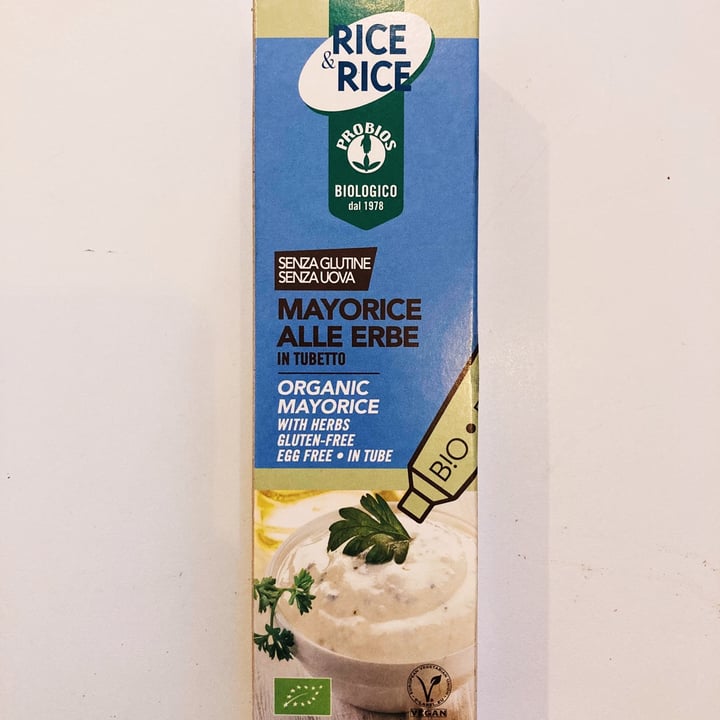 RICE
&
RICE
PROBIOS
BIOLOGICO
dal 1978
SENZA GLUTINE
SENZA UOVA
MAYORICE
ALLE ERBE
IN TUBETTO
ORGANIC
MAYORICE
WITH HERBS
GLUTEN-FREE
EGG FREE • IN TUBE
B!O
VEGAN